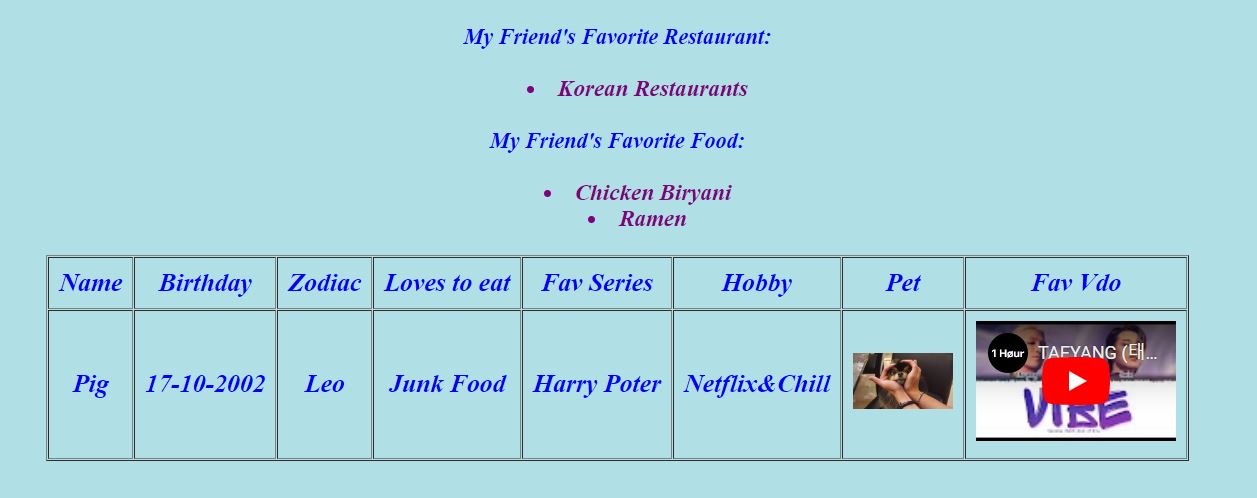 My Friend's Favorite Restaurant:
• Korean Restaurants
My Friend's Favorite Food:
• Chicken Biryani
• Ramen
Name Birthday Zodiac Loves to eat Fav Series Hobby Pet Fav Vdo
Pig 17-10-2002 Leo Junk Food Harry Poter Netflix&Chill
1 Høur TAEYANG (태...
VIBE